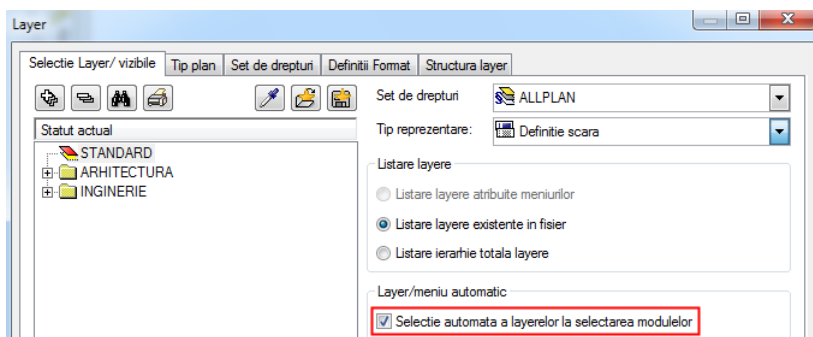 Layer
Selectie Layer/ vizibile Tip plan Set de drepturi Definitii Format Structura layer
Set de drepturi ALLPLAN
Statut actual
Tip reprezentare: Definitie scara
STANDARD
ARHITECTURA
INGINERIE
Listare layere
Listare layere atribuite meniurilor
Listare layere existente in fisier
Listare ierarhie totala layere
Layer/meniu automatic
Selectie automata a layerelor la selectarea modulelor